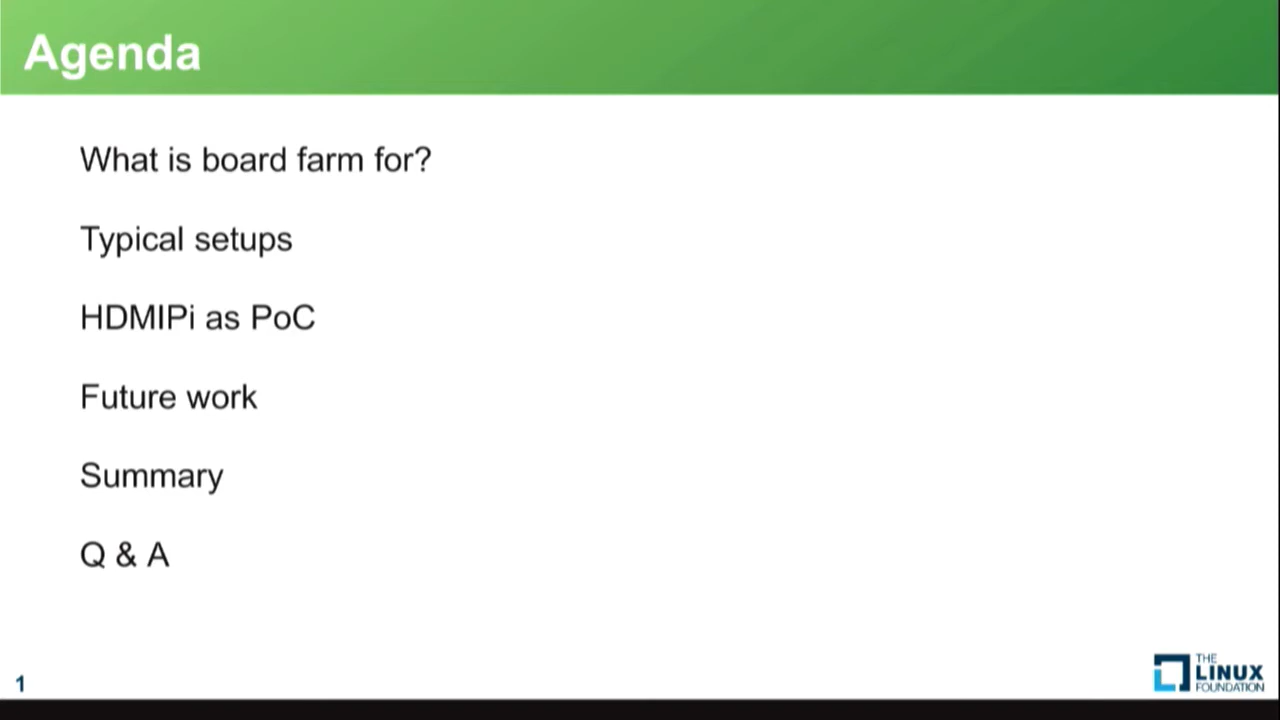 Agenda
What is board farm for?
Typical setups
HDMIPi as PoC
Future work
Summary
Q & A
1
THE
LINUX
FOUNDATION